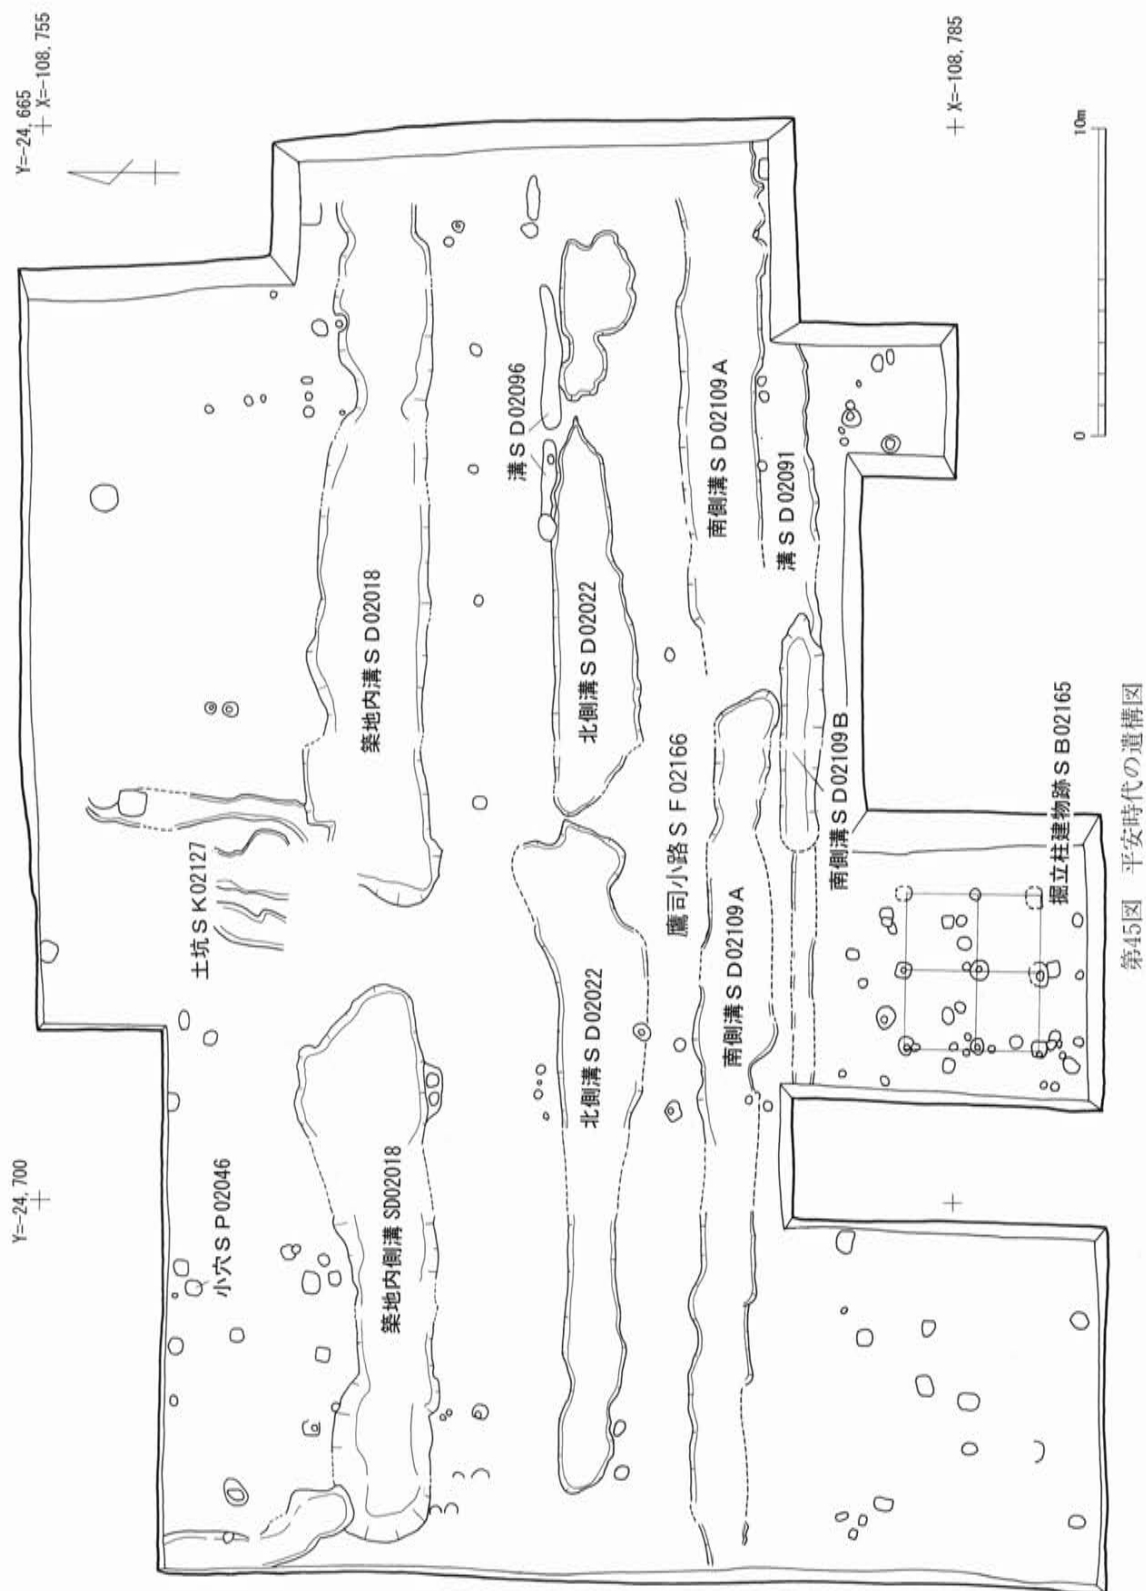 Y=-24,700
Y=-24,665
X=-108,755
小穴ＳＰ02046
土坑ＳＫ02127
築地内側溝 SD02018
築地内溝ＳＤ02018
溝ＳＤ02096
北側溝ＳＤ02022
北側溝ＳＤ02022
鷹司小路ＳＦ02166
南側溝ＳＤ02109Ａ
南側溝ＳＤ02109Ａ
溝ＳＤ02091
南側溝ＳＤ02109Ｂ
掘立柱建物跡ＳＢ02165
X=-108,785
0
10m
第45図　平安時代の遺構図